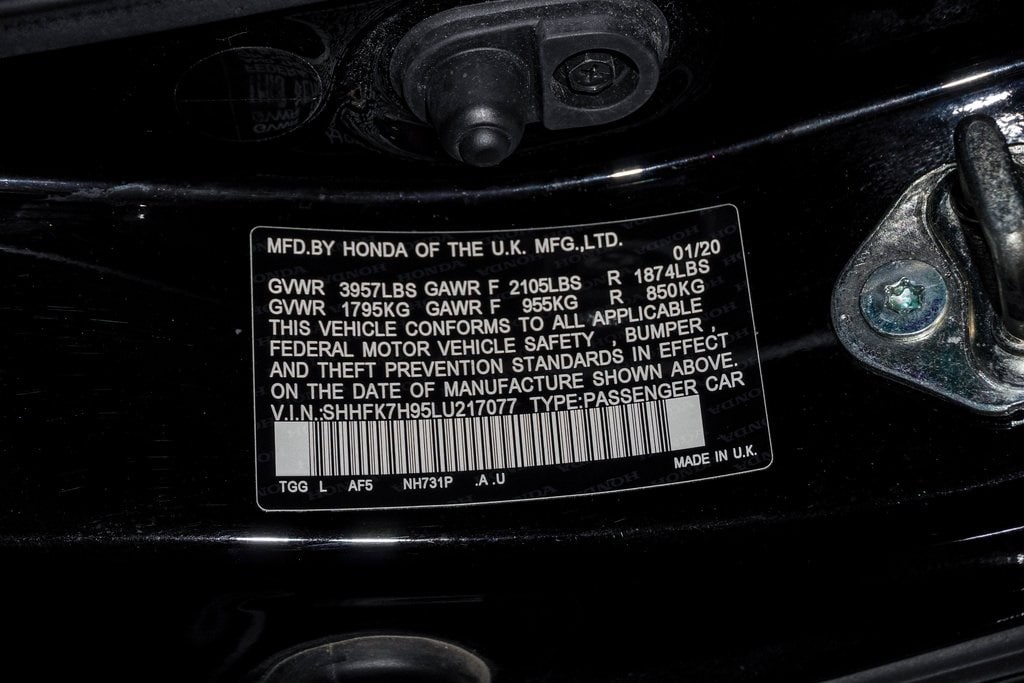 MFD.BY HONDA OF THE U.K. MFG.,LTD. 01/20
GVWR 3957LBS GAWR F 2105LBS R 1874LBS
GVWR 1795KG GAWR F 955KG R 850KG
THIS VEHICLE CONFORMS TO ALL APPLICABLE
FEDERAL MOTOR VEHICLE SAFETY , BUMPER ,
AND THEFT PREVENTION STANDARDS IN EFFECT
ON THE DATE OF MANUFACTURE SHOWN ABOVE.
V.I.N.:SHHFK7H95LU217077 TYPE:PASSENGER CAR
MADE IN U.K.
TGG L AF5 NH731P .A .U